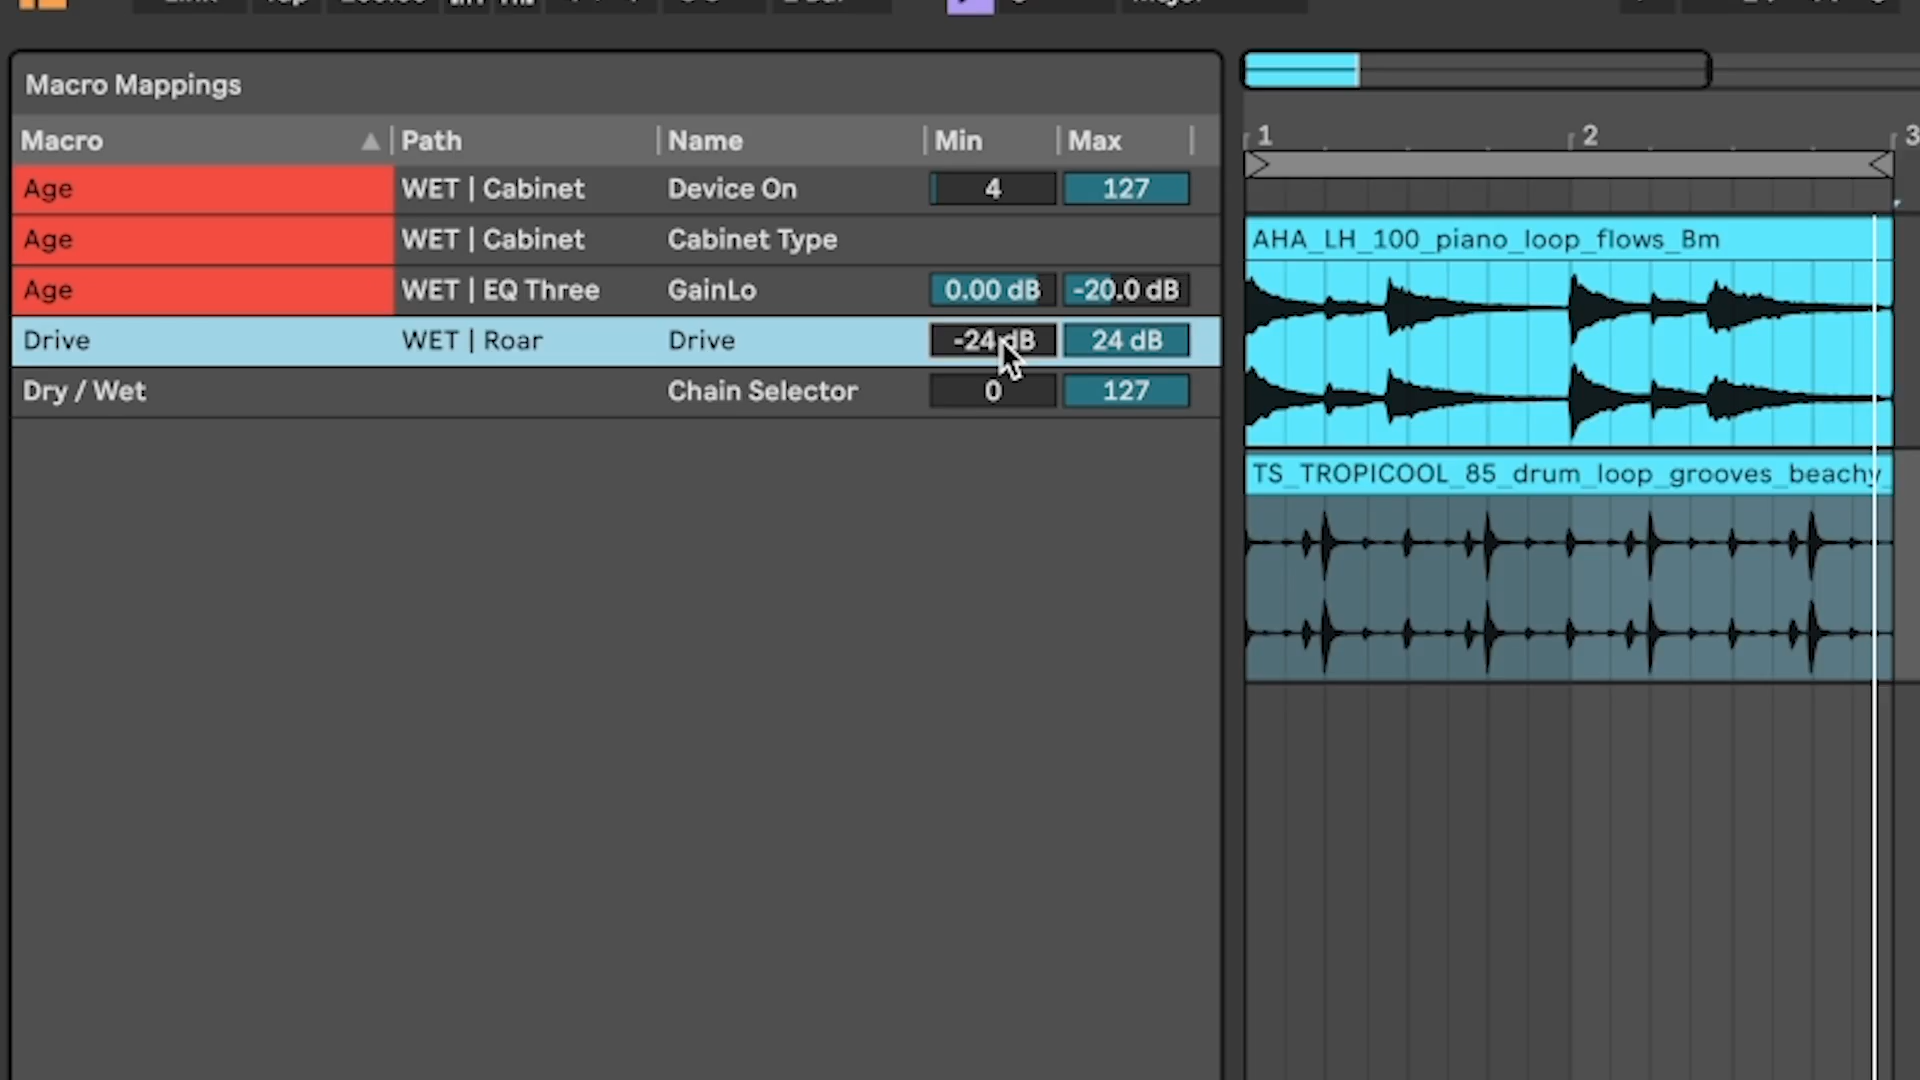 Macro Mappings
Macro Path Name Min Max
Age WET | Cabinet Device On 4 127
Age WET | Cabinet Cabinet Type
Age WET | EQ Three GainLo 0.00 dB -20.0 dB
Drive WET | Roar Drive -24 dB 24 dB
Dry / Wet Chain Selector 0 127
1 2 3
AHA_LH_100_piano_loop_flows_Bm
TS_TROPICOOL_85_drum_loop_grooves_beachy_